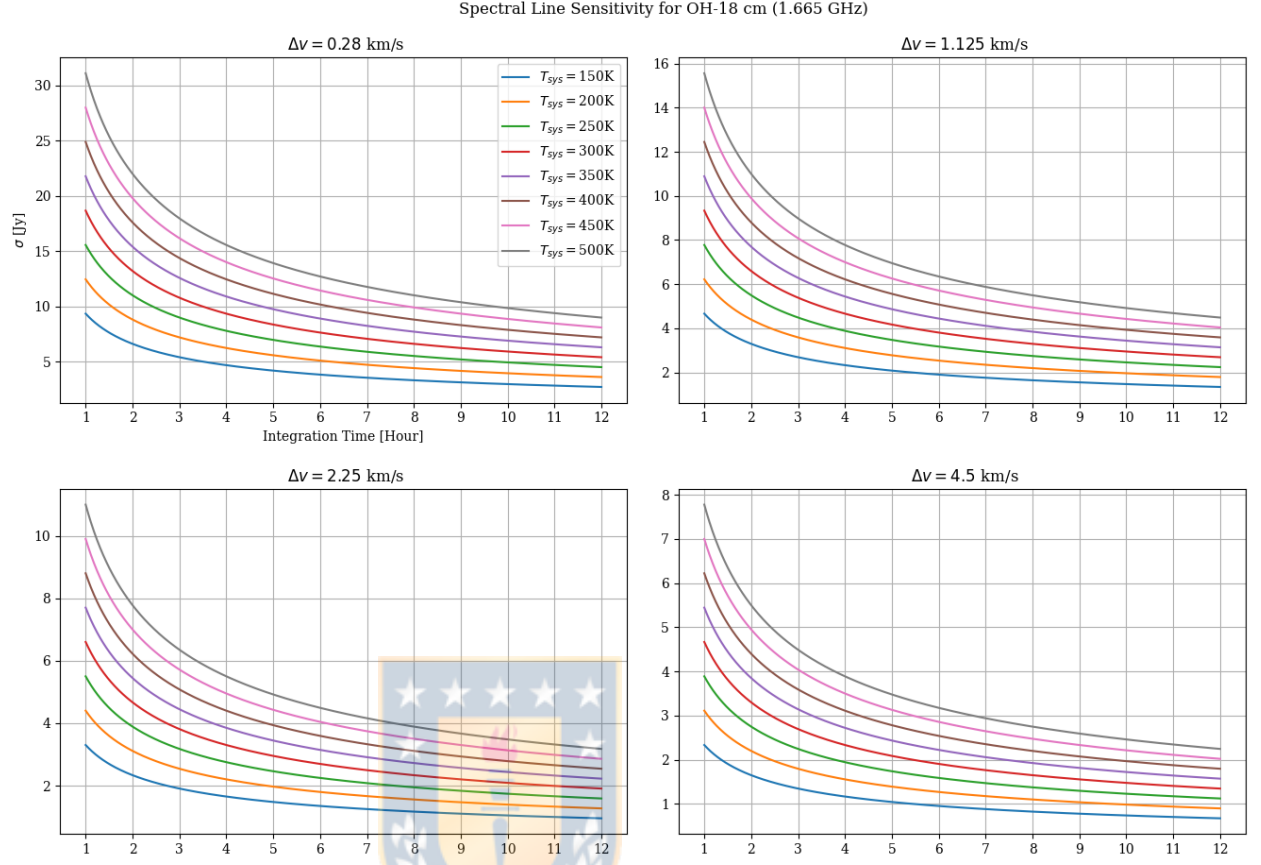 Spectral Line Sensitivity for OH-18 cm (1.665 GHz)
Δv = 0.28 km/s
σ [Jy]
30
25
20
15
10
5
T_sys = 150K
T_sys = 200K
T_sys = 250K
T_sys = 300K
T_sys = 350K
T_sys = 400K
T_sys = 450K
T_sys = 500K
1 2 3 4 5 6 7 8 9 10 11 12
Integration Time [Hour]
Δv = 1.125 km/s
16
14
12
10
8
6
4
2
1 2 3 4 5 6 7 8 9 10 11 12
Δv = 2.25 km/s
10
8
6
4
2
1 2 3 4 5 6 7 8 9 10 11 12
Δv = 4.5 km/s
8
7
6
5
4
3
2
1
1 2 3 4 5 6 7 8 9 10 11 12